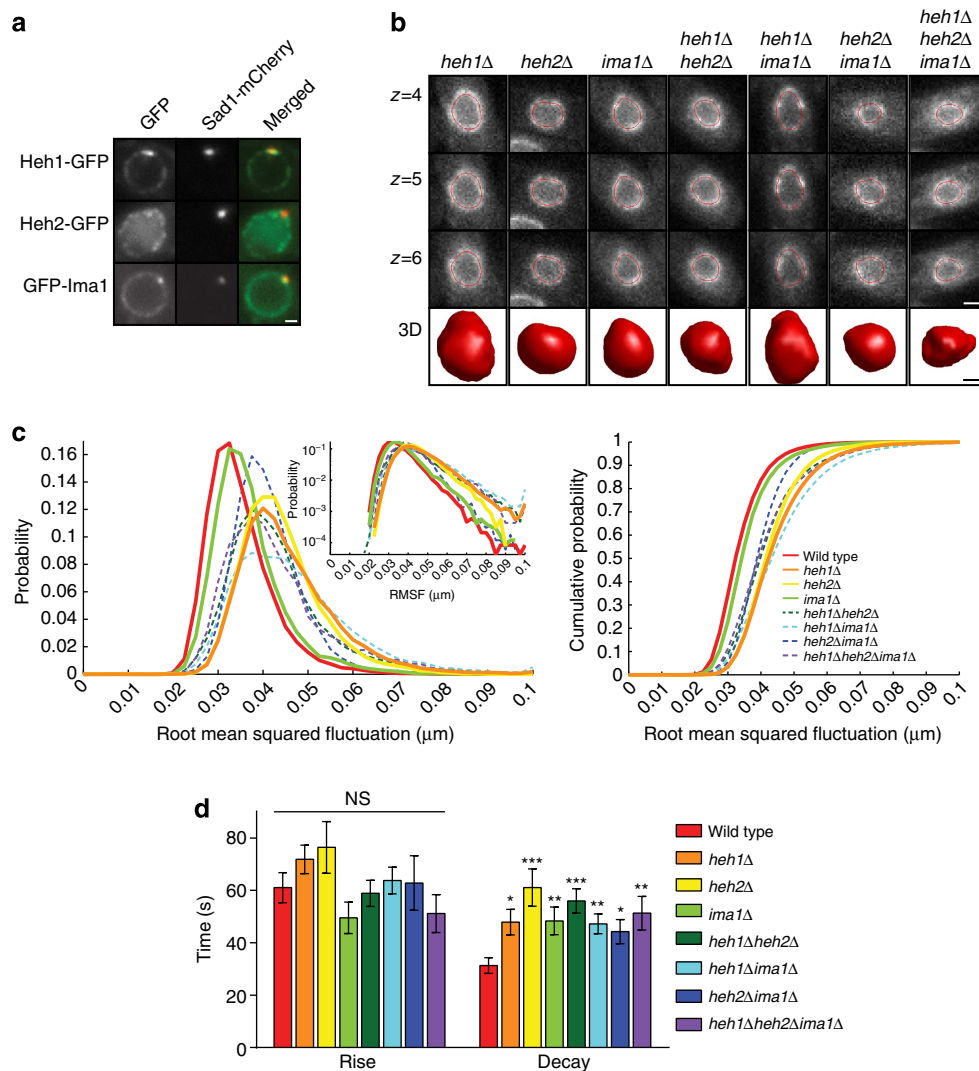 a
GFP
Sad1-mCherry
Merged
Heh1-GFP
Heh2-GFP
GFP-Ima1
b
heh1Δ
heh2Δ
ima1Δ
heh1Δ heh2Δ
heh1Δ ima1Δ
heh2Δ ima1Δ
heh1Δ heh2Δ ima1Δ
z=4
z=5
z=6
3D
c
Probability
0.16
0.14
0.12
0.1
0.08
0.06
0.04
0.02
0
0 0.01 0.02 0.03 0.04 0.05 0.06 0.07 0.08 0.09 0.1
Root mean squared fluctuation (μm)
Probability
10⁻¹
10⁻²
10⁻³
10⁻⁴
0 0.01 0.02 0.03 0.04 0.05 0.06 0.07 0.08 0.09 0.1
RMSF (μm)
Cumulative probability
1
0.9
0.8
0.7
0.6
0.5
0.4
0.3
0.2
0.1
0
0 0.01 0.02 0.03 0.04 0.05 0.06 0.07 0.08 0.09 0.1
Root mean squared fluctuation (μm)
Wild type
heh1Δ
heh2Δ
ima1Δ
heh1Δheh2Δ
heh1Δima1Δ
heh2Δima1Δ
heh1Δheh2Δima1Δ
d
NS
Time (s)
80
60
40
20
0
* *** ** *** ** * **
Rise
Decay
Wild type
heh1Δ
heh2Δ
ima1Δ
heh1Δheh2Δ
heh1Δima1Δ
heh2Δima1Δ
heh1Δheh2Δima1Δ